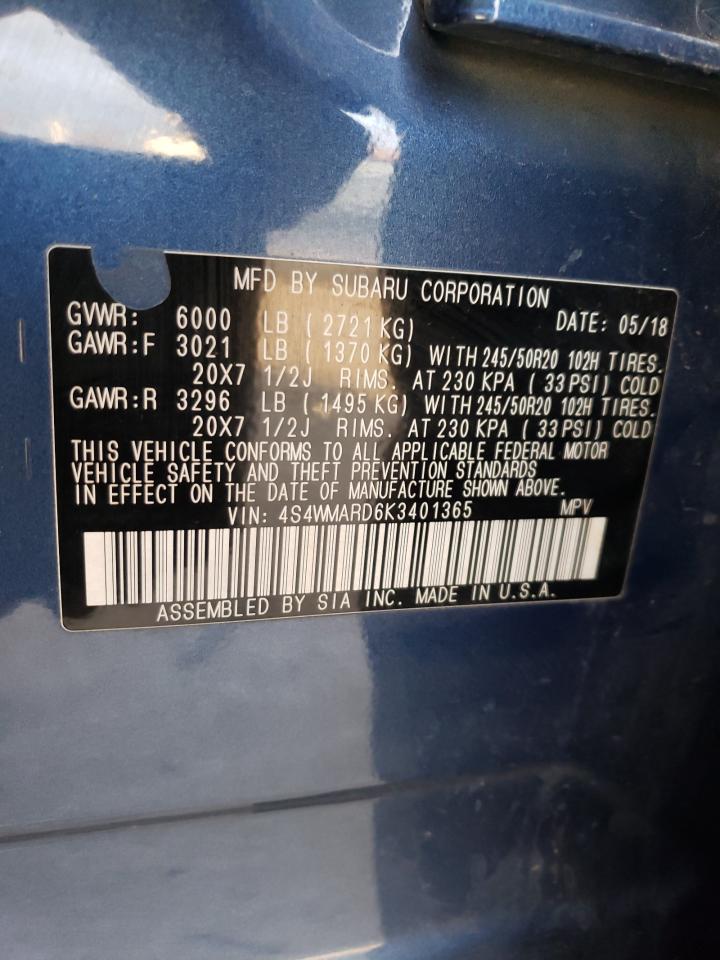 MFD BY SUBARU CORPORATION
GVWR: 6000 LB ( 2721 KG) DATE: 05/18
GAWR:F 3021 LB ( 1370 KG) WITH 245/50R20 102H TIRES.
20X7 1/2J RIMS. AT 230 KPA ( 33 PSI) COLD
GAWR:R 3296 LB ( 1495 KG) WITH 245/50R20 102H TIRES.
20X7 1/2J RIMS. AT 230 KPA ( 33 PSI) COLD
THIS VEHICLE CONFORMS TO ALL APPLICABLE FEDERAL MOTOR
VEHICLE SAFETY AND THEFT PREVENTION STANDARDS
IN EFFECT ON THE DATE OF MANUFACTURE SHOWN ABOVE.
VIN: 4S4WMARD6K3401365 MPV
ASSEMBLED BY SIA INC. MADE IN U.S.A.